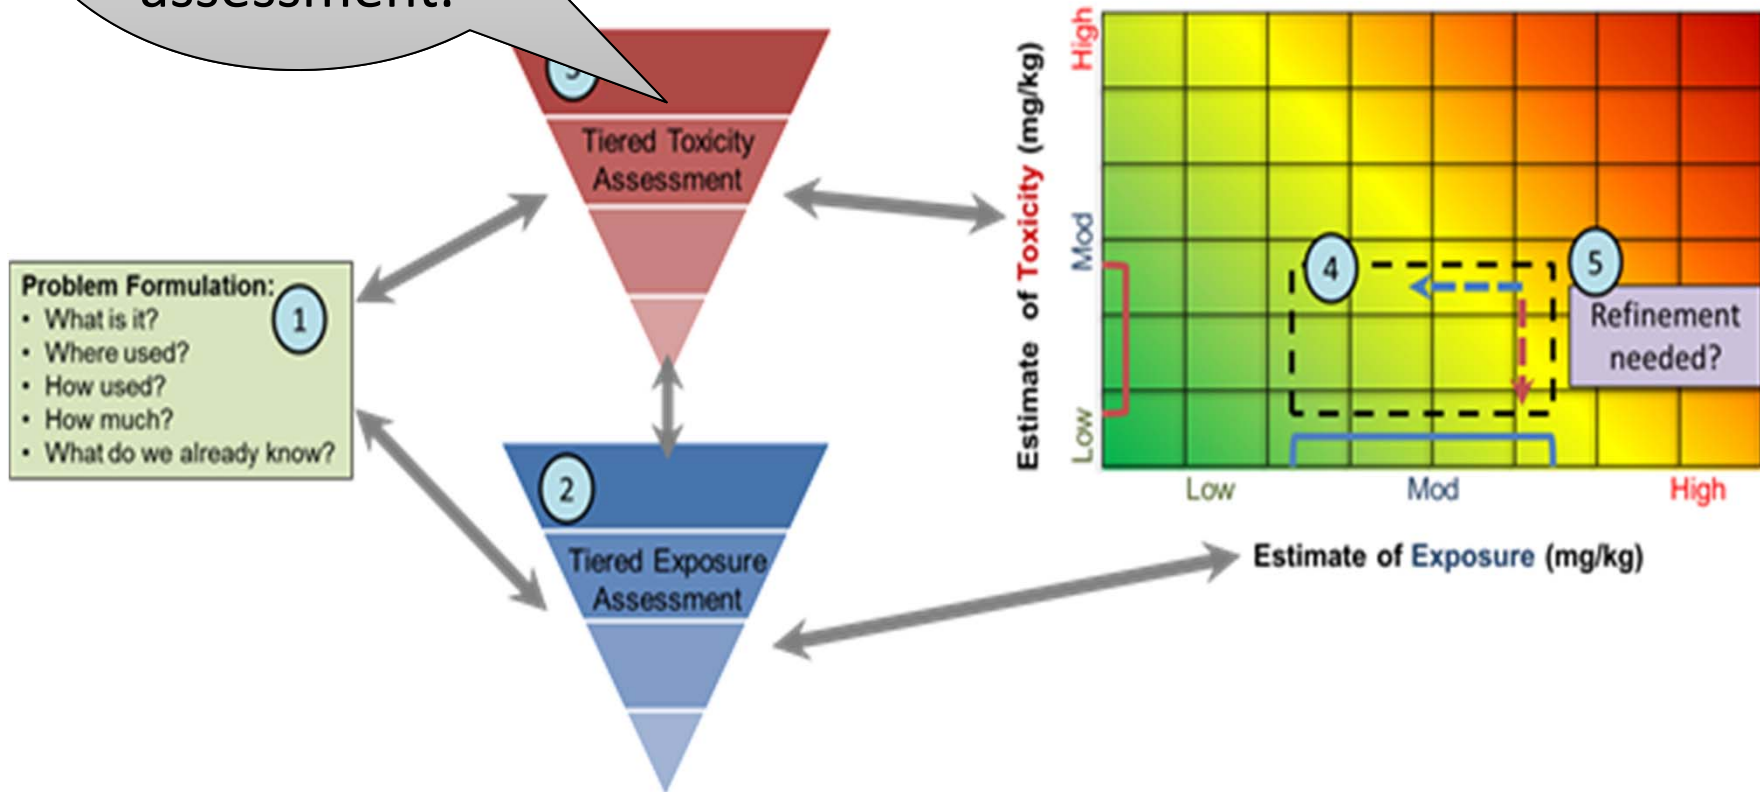 assessment.
3
Tiered Toxicity
Assessment
Problem Formulation:
1
• What is it?
• Where used?
• How used?
• How much?
• What do we already know?
2
Tiered Exposure
Assessment
Estimate of Toxicity (mg/kg)
High
Mod
Low
4
5
Refinement
needed?
Low Mod High
Estimate of Exposure (mg/kg)